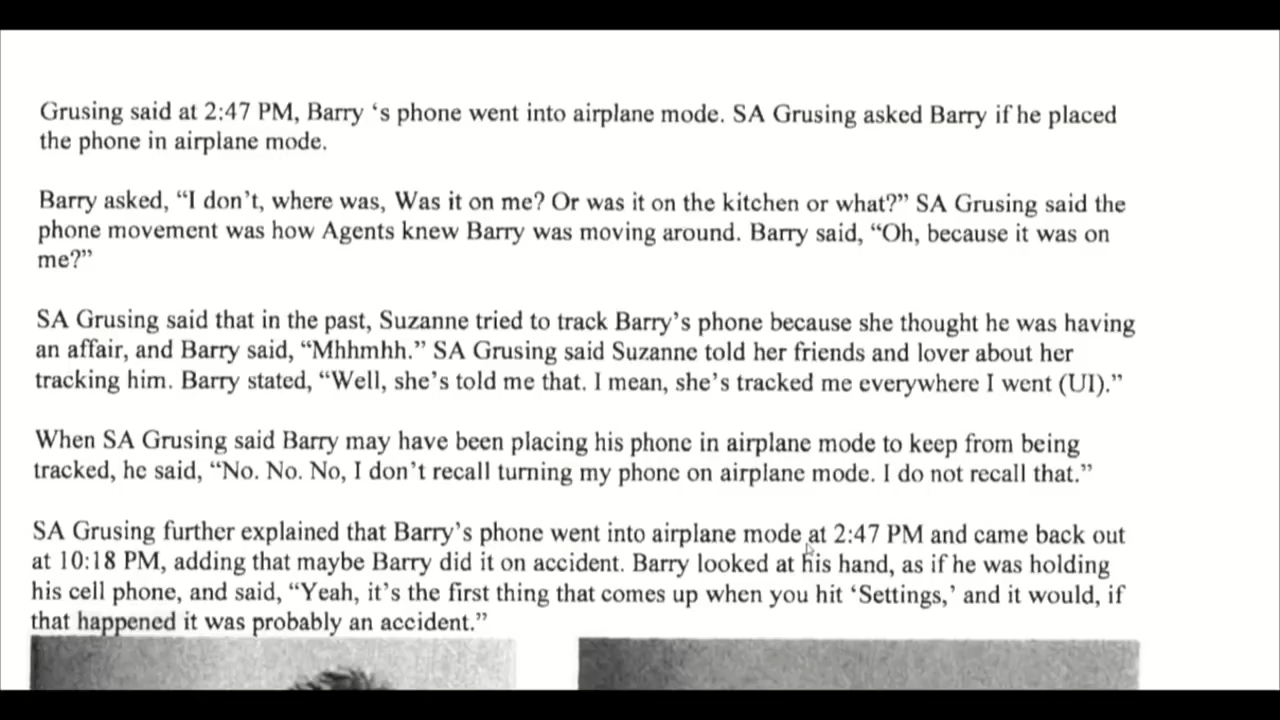 Grusing said at 2:47 PM, Barry ‘s phone went into airplane mode. SA Grusing asked Barry if he placed
the phone in airplane mode.
Barry asked, “I don’t, where was, Was it on me? Or was it on the kitchen or what?” SA Grusing said the
phone movement was how Agents knew Barry was moving around. Barry said, “Oh, because it was on
me?”
SA Grusing said that in the past, Suzanne tried to track Barry’s phone because she thought he was having
an affair, and Barry said, “Mhhmhh.” SA Grusing said Suzanne told her friends and lover about her
tracking him. Barry stated, “Well, she’s told me that. I mean, she’s tracked me everywhere I went (UI).”
When SA Grusing said Barry may have been placing his phone in airplane mode to keep from being
tracked, he said, “No. No. No, I don’t recall turning my phone on airplane mode. I do not recall that.”
SA Grusing further explained that Barry’s phone went into airplane mode at 2:47 PM and came back out
at 10:18 PM, adding that maybe Barry did it on accident. Barry looked at his hand, as if he was holding
his cell phone, and said, “Yeah, it’s the first thing that comes up when you hit ‘Settings,’ and it would, if
that happened it was probably an accident.”